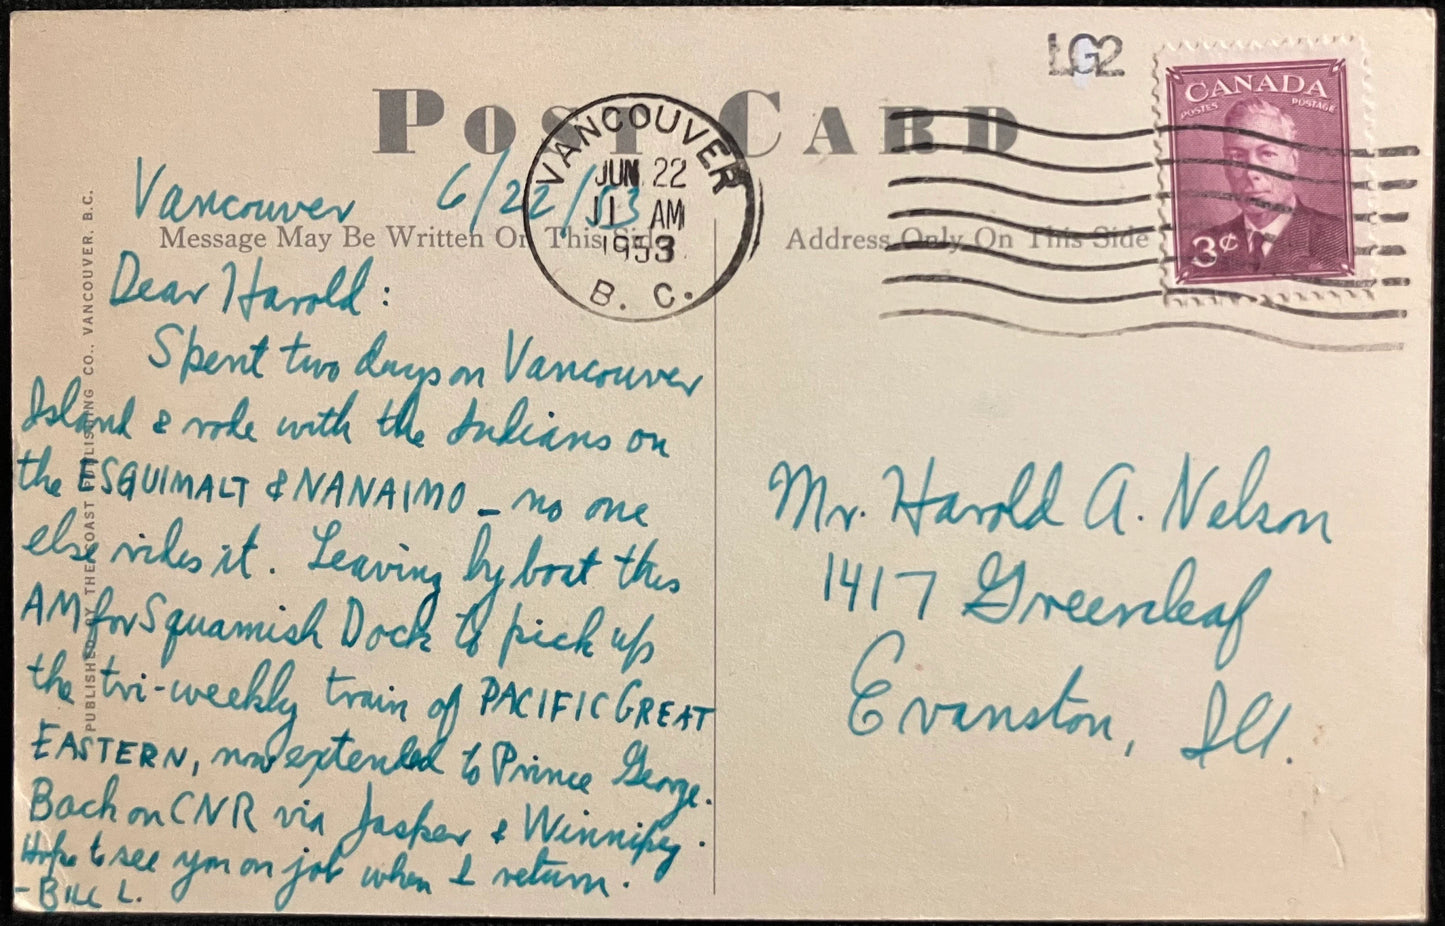 LG2
CANADA
POSTES POSTAGE
3¢
POST CARD
VANCOUVER
JUN 22
11 AM
1953
B. C.
Vancouver 6/22/53
Message May Be Written On This Side
Address Only On This Side
Dear Harold:
Spent two days on Vancouver
Island & rode with the Indians on
the ESQUIMALT & NANAIMO – no one
else rides it. Leaving by boat this
AM for Squamish Dock to pick up
the tri-weekly train of PACIFIC GREAT
EASTERN, now extended to Prince George.
Back on CNR via Jasper & Winnipeg.
Hope to see you on job when I return.
- BILL L.
Mr. Harold A. Nelson
1417 Greenleaf
Evanston, Ill.
PUBLISHED BY THE COAST PUBLISHING CO., VANCOUVER, B.C.